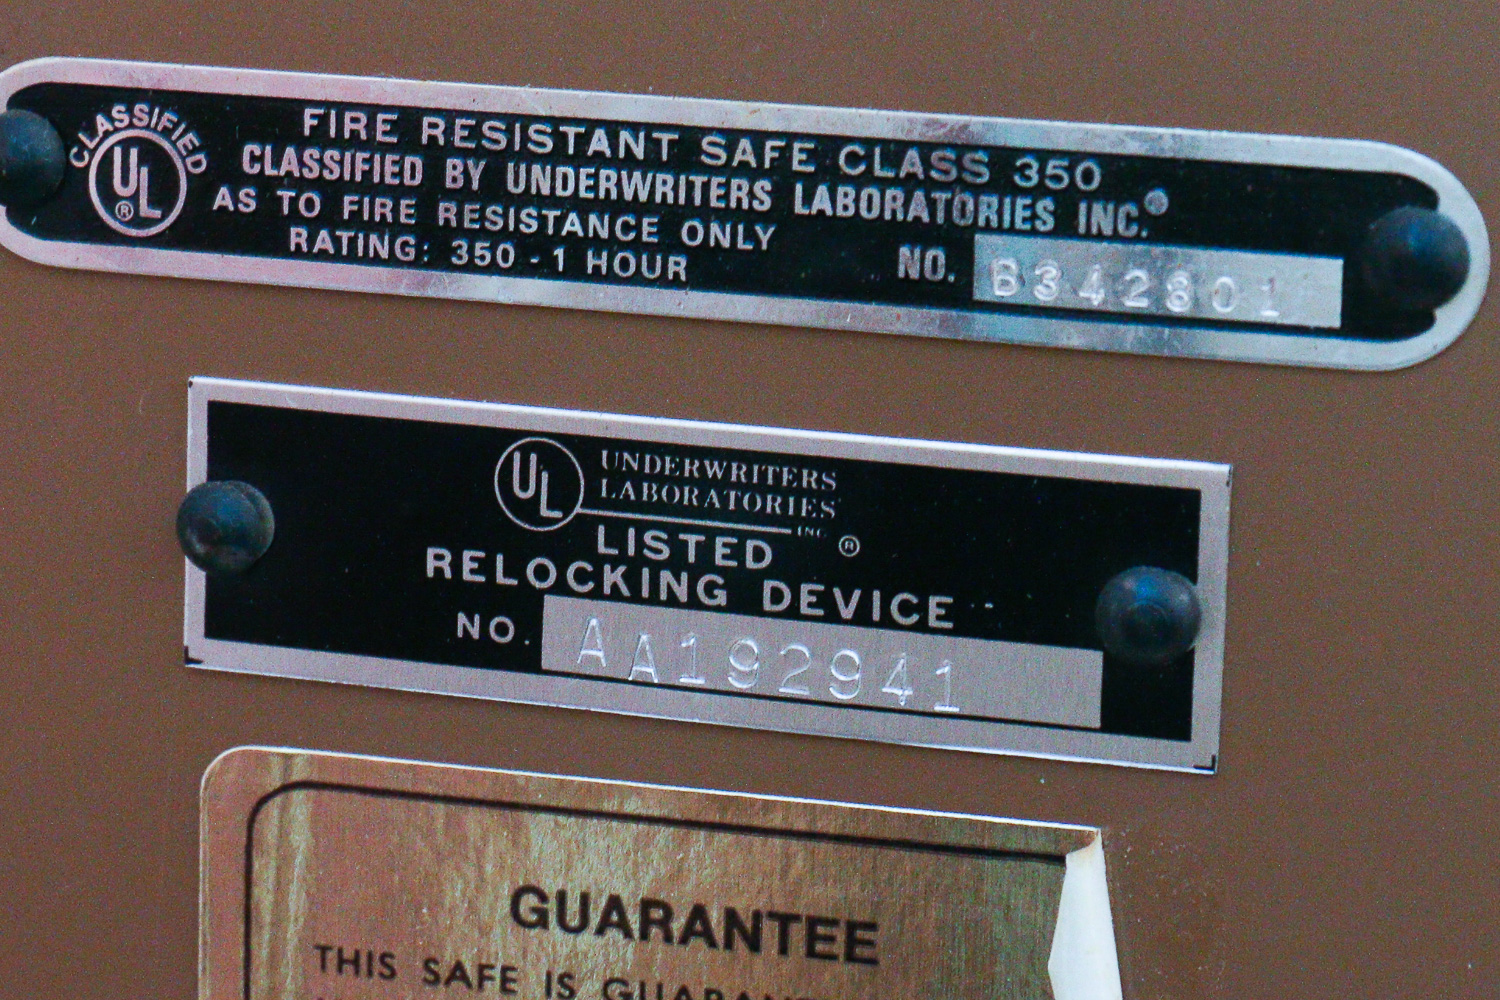 CLASSIFIED
UL ®
FIRE RESISTANT SAFE CLASS 350
CLASSIFIED BY UNDERWRITERS LABORATORIES INC.®
AS TO FIRE RESISTANCE ONLY
RATING: 350 - 1 HOUR
NO. B342801
UL UNDERWRITERS
LABORATORIES
INC ®
LISTED
RELOCKING DEVICE
NO. AA192941
GUARANTEE
THIS SAFE IS